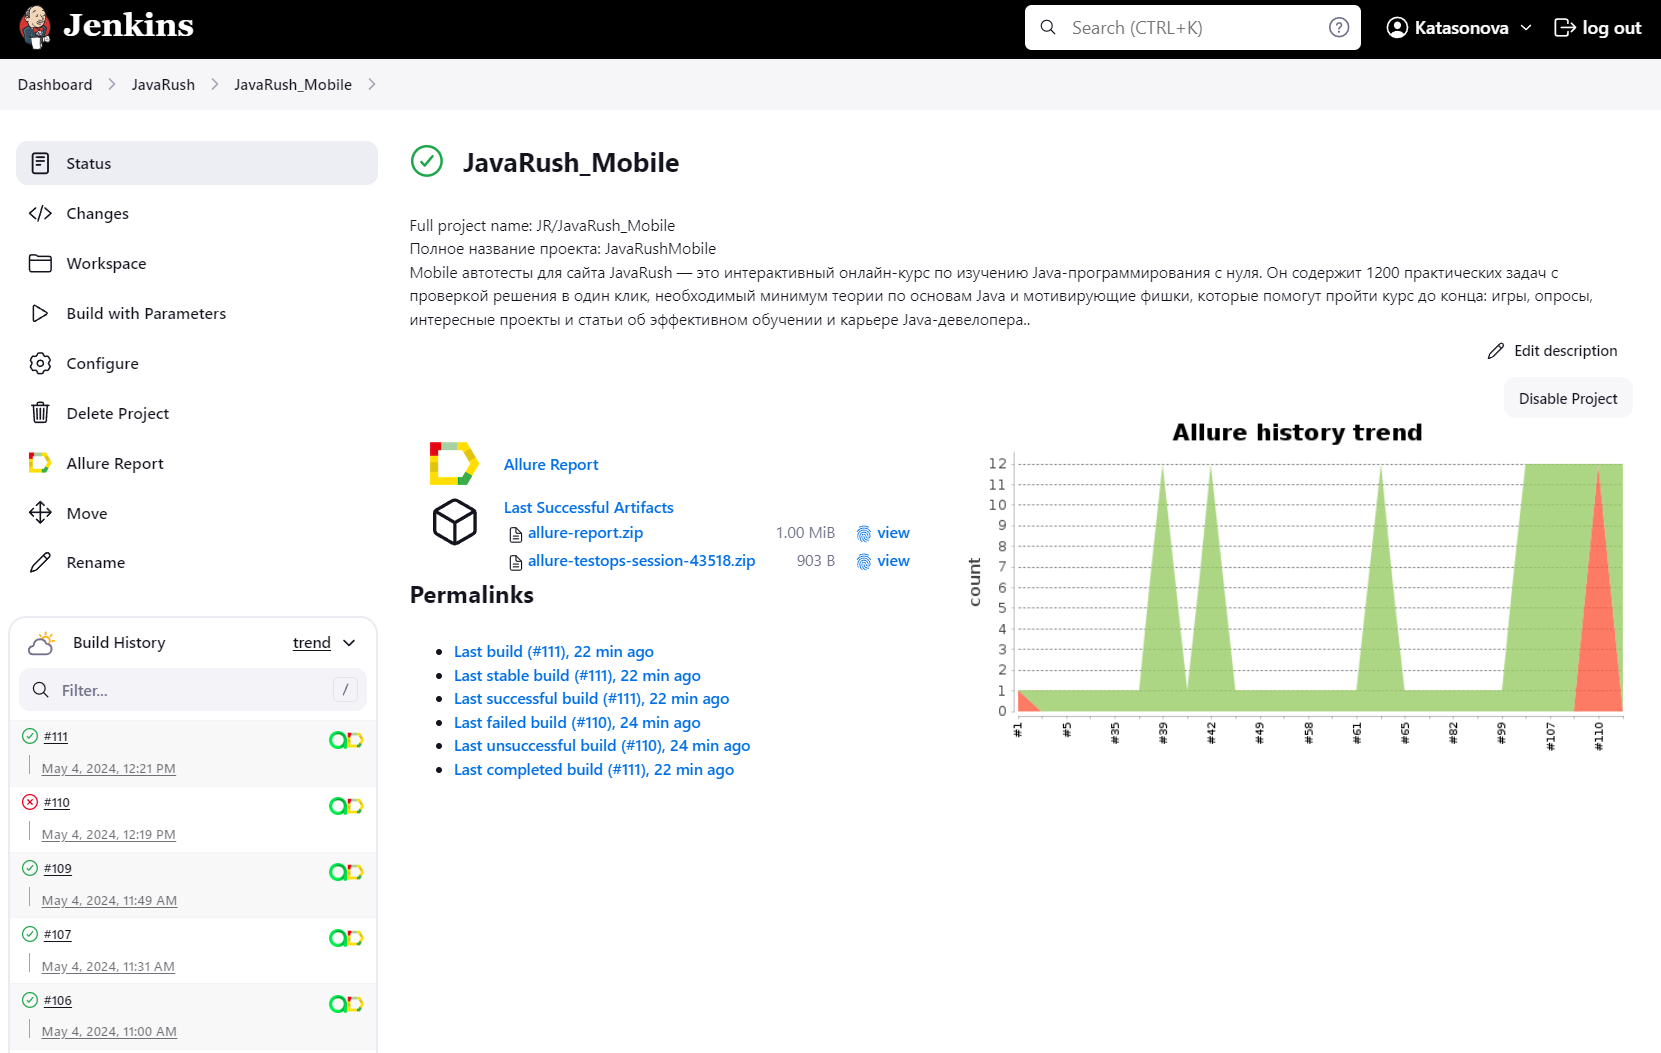 Jenkins
Search (CTRL+K)
Katasonova
log out
Dashboard
JavaRush
JavaRush_Mobile
Status
Changes
Workspace
Build with Parameters
Configure
Delete Project
Allure Report
Move
Rename
Build History
trend
Filter...
/
#111
May 4, 2024, 12:21 PM
#110
May 4, 2024, 12:19 PM
#109
May 4, 2024, 11:49 AM
#107
May 4, 2024, 11:31 AM
#106
May 4, 2024, 11:00 AM
JavaRush_Mobile
Full project name: JR/JavaRush_Mobile
Полное название проекта: JavaRushMobile
Mobile автотесты для сайта JavaRush — это интерактивный онлайн-курс по изучению Java-программирования с нуля. Он содержит 1200 практических задач с
проверкой решения в один клик, необходимый минимум теории по основам Java и мотивирующие фишки, которые помогут пройти курс до конца: игры, опросы,
интересные проекты и статьи об эффективном обучении и карьере Java-девелопера..
Edit description
Disable Project
Allure Report
Last Successful Artifacts
allure-report.zip 1.00 MiB view
allure-testops-session-43518.zip 903 B view
Permalinks
Last build (#111), 22 min ago
Last stable build (#111), 22 min ago
Last successful build (#111), 22 min ago
Last failed build (#110), 24 min ago
Last unsuccessful build (#110), 24 min ago
Last completed build (#111), 22 min ago
Allure history trend
count
12
11
10
9
8
7
6
5
4
3
2
1
0
#1
#5
#35
#39
#42
#49
#58
#61
#65
#82
#99
#107
#110